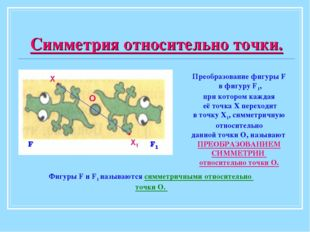 Симметрия относительно точки.
X
O
X₁
F
F₁
Преобразование фигуры F
в фигуру F₁,
при котором каждая
её точка X переходит
в точку X₁, симметричную
относительно
данной точки O, называют
ПРЕОБРАЗОВАНИЕМ
СИММЕТРИИ
относительно точки O.
Фигуры F и F₁ называются симметричными относительно
точки O.